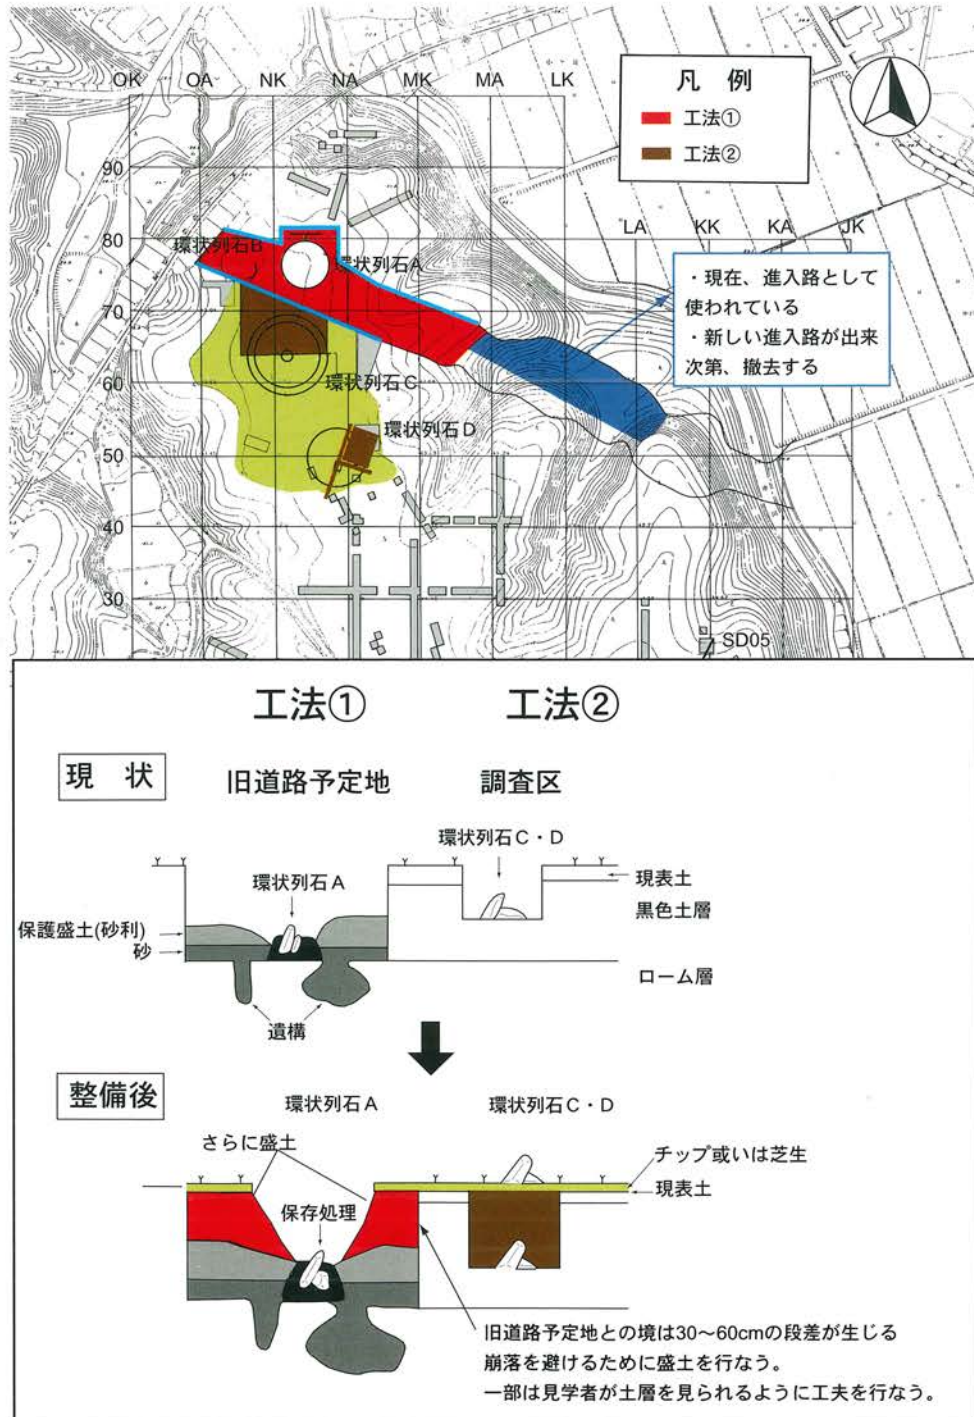 OK OA NK NA MK MA LK
凡 例
工法①
工法②
90
80
70
60
50
40
30
LA KK KA JK
環状列石B
環状列石A
環状列石C
環状列石D
・現在、進入路として
使われている
・新しい進入路が出来
次第、撤去する
SD05
工法① 工法②
現 状
旧道路予定地 調査区
環状列石C・D
環状列石A
現表土
黒色土層
保護盛土(砂利)
砂
ローム層
遺構
整備後
環状列石A 環状列石C・D
さらに盛土
チップ或いは芝生
現表土
保存処理
旧道路予定地との境は30〜60cmの段差が生じる
崩落を避けるために盛土を行なう。
一部は見学者が土層を見られるように工夫を行なう。